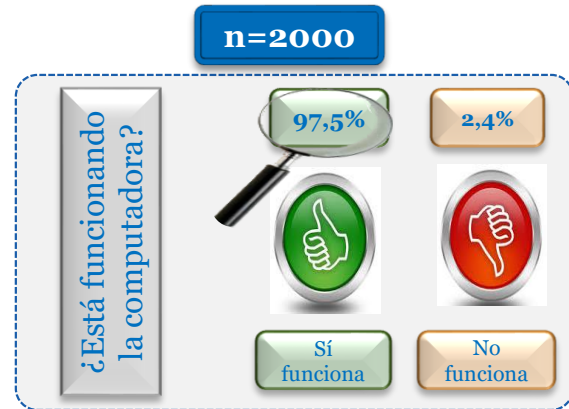 n=2000
¿Está funcionando
la computadora?
97,5%
2,4%
Sí
funciona
No
funciona